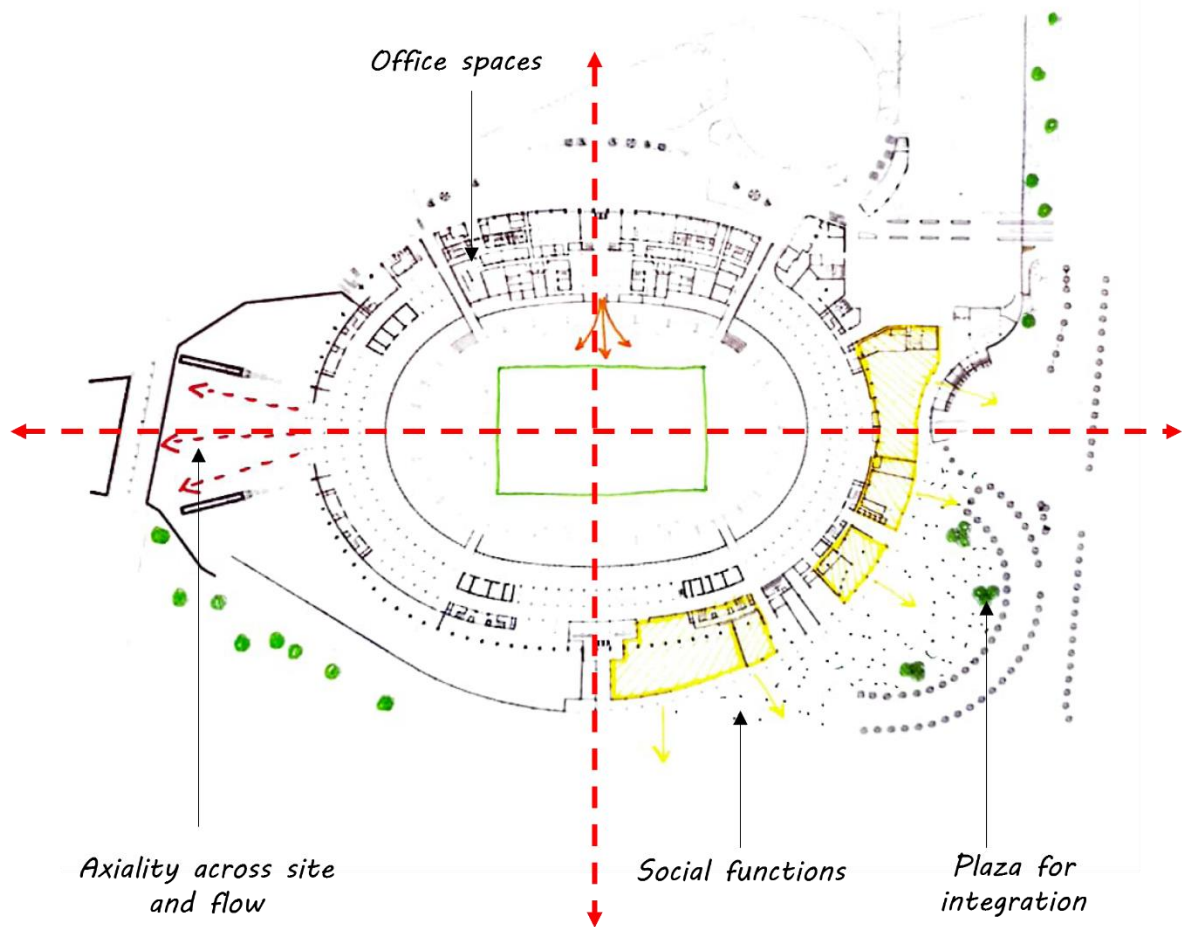 Office spaces
Axiality across site
and flow
Social functions
Plaza for
integration